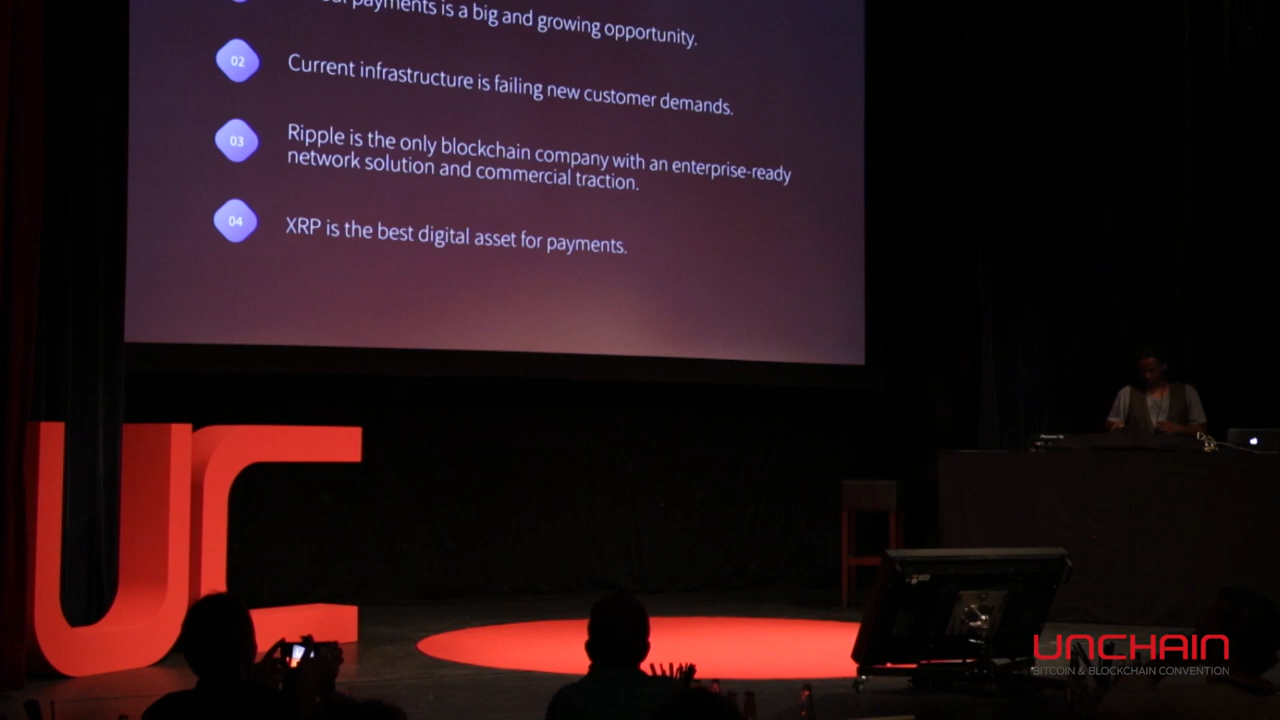 payments is a big and growing opportunity.
02
Current infrastructure is failing new customer demands.
03
Ripple is the only blockchain company with an enterprise-ready
network solution and commercial traction.
04
XRP is the best digital asset for payments.
UC
UNCHAIN
BITCOIN & BLOCKCHAIN CONVENTION